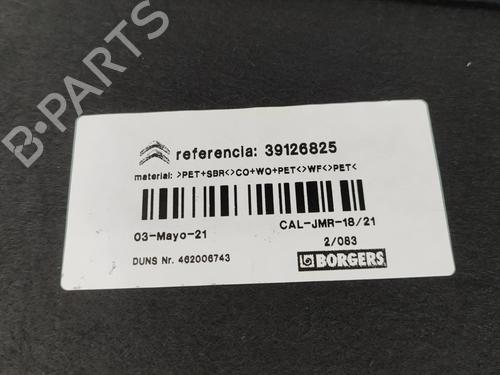 B-PARTS
referencia: 39126825
material: >PET+SBR<>CO+WO+PET<>WF<>PET<
03-Mayo-21
CAL-JMR-18/21
2/083
DUNS Nr. 462006743
BORGERS